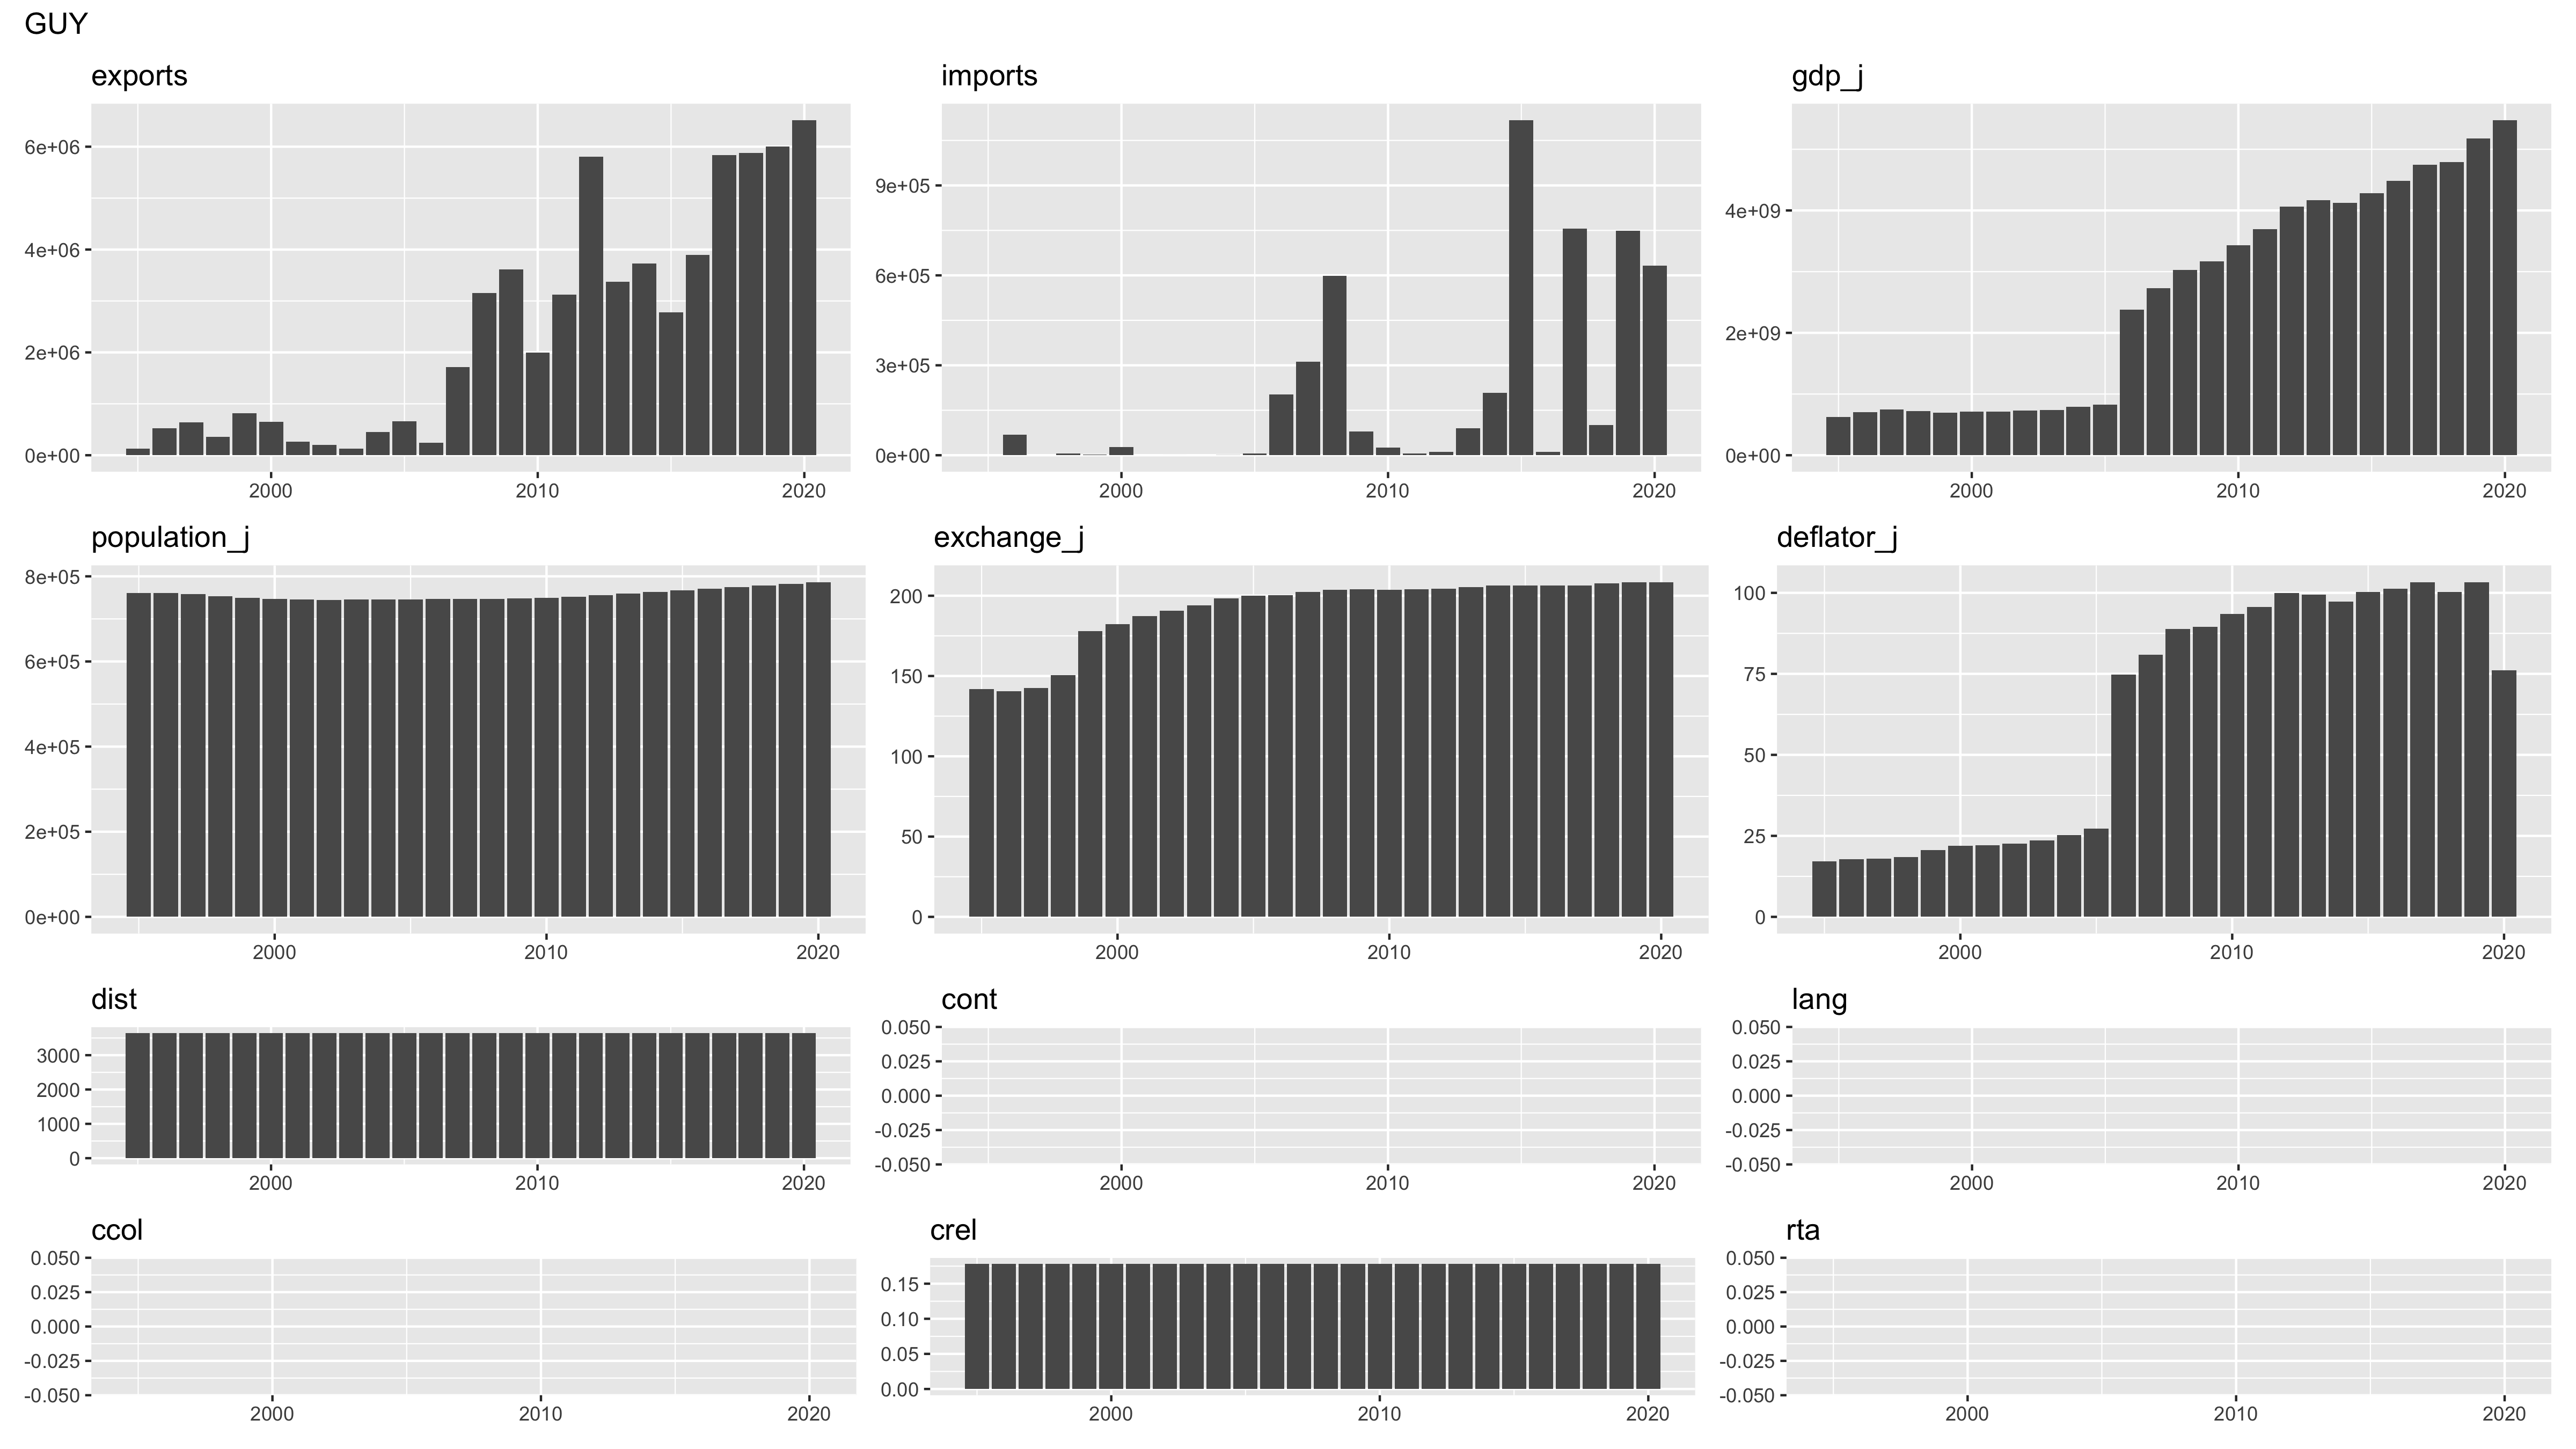 GUY
exports
6e+06
4e+06
2e+06
0e+00
2000 2010 2020
imports
9e+05
6e+05
3e+05
0e+00
2000 2010 2020
gdp_j
4e+09
2e+09
0e+00
2000 2010 2020
population_j
8e+05
6e+05
4e+05
2e+05
0e+00
2000 2010 2020
exchange_j
200
150
100
50
0
2000 2010 2020
deflator_j
100
75
50
25
0
2000 2010 2020
dist
3000
2000
1000
0
2000 2010 2020
cont
0.050
0.025
0.000
-0.025
-0.050
2000 2010 2020
lang
0.050
0.025
0.000
-0.025
-0.050
2000 2010 2020
ccol
0.050
0.025
0.000
-0.025
-0.050
2000 2010 2020
crel
0.15
0.10
0.05
0.00
2000 2010 2020
rta
0.050
0.025
0.000
-0.025
-0.050
2000 2010 2020